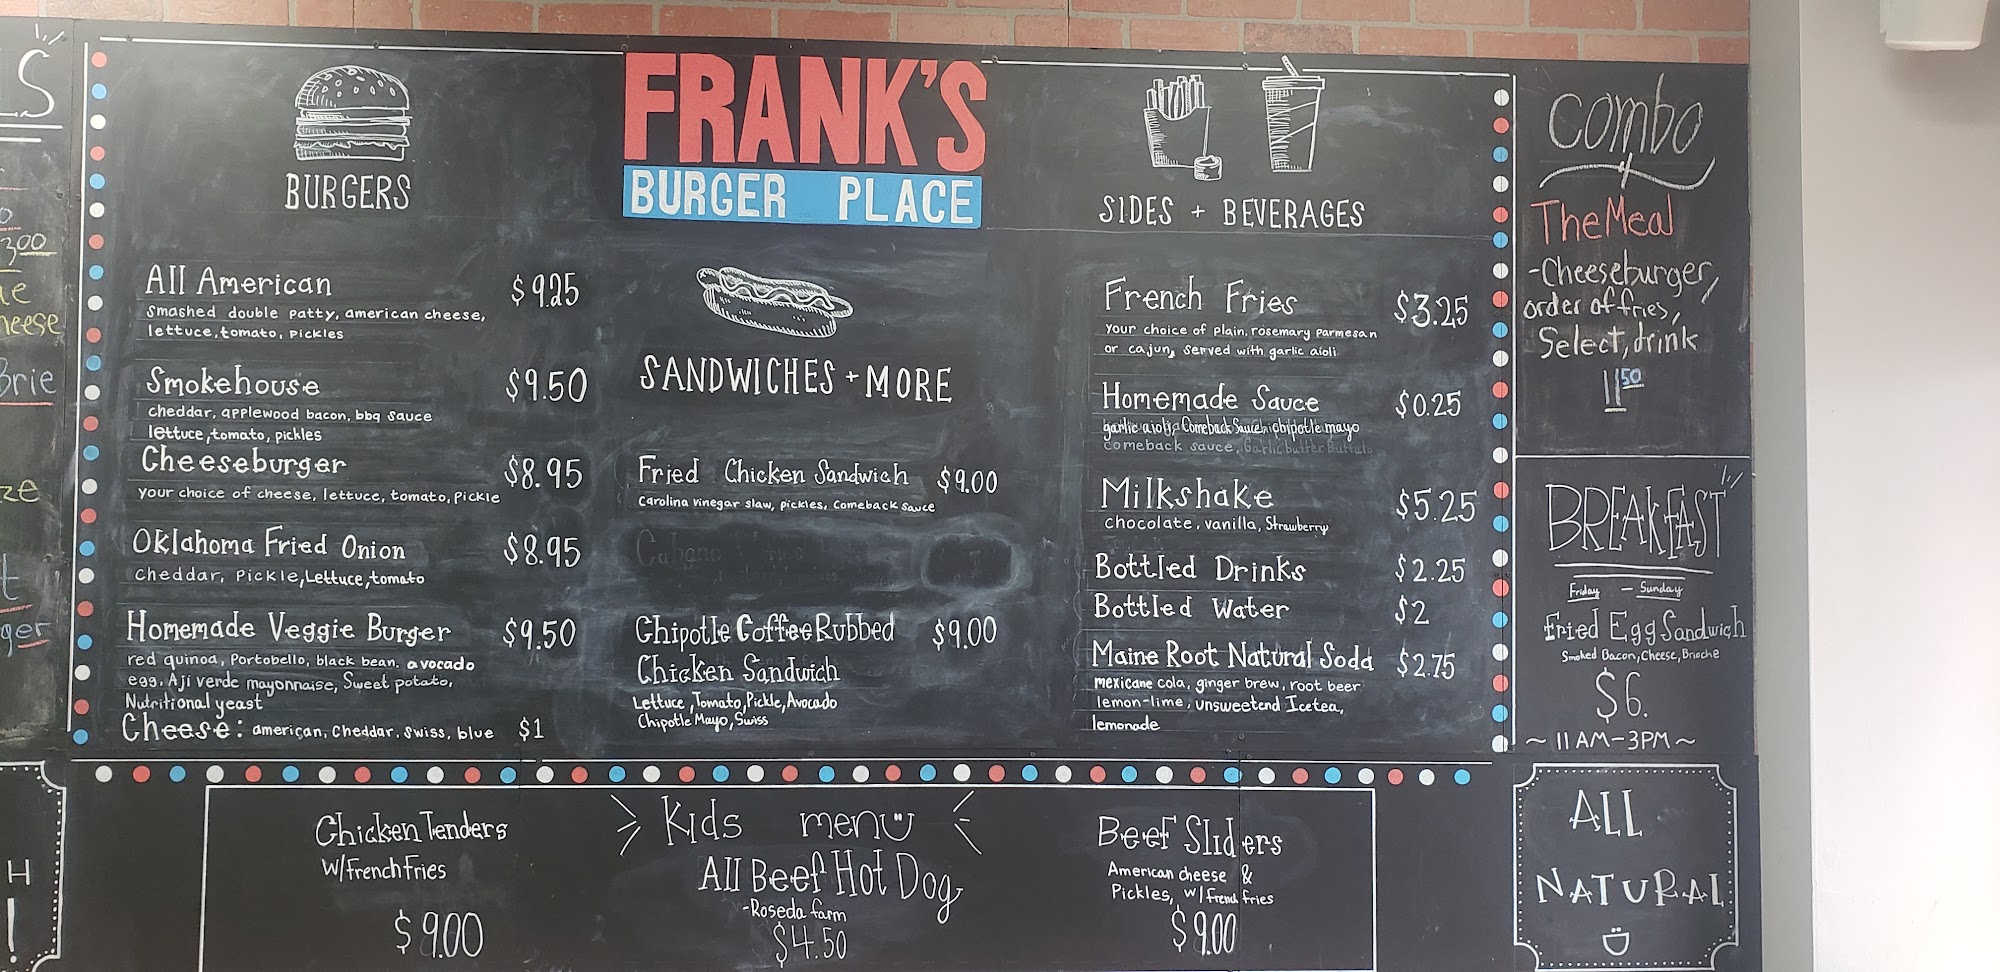 FRANK'S
BURGER PLACE
BURGERS
All American $9.25
smashed double patty, american cheese,
lettuce, tomato, pickles
Smokehouse $9.50
cheddar, applewood bacon, bbq sauce
lettuce, tomato, pickles
Cheeseburger $8.95
your choice of cheese, lettuce, tomato, Pickle
Oklahoma Fried Onion $8.95
cheddar, Pickle, Lettuce, tomato
Homemade Veggie Burger $9.50
red quinoa, Portobello, black bean, avocado
egg, Aji verde mayonnaise, Sweet potato,
Nutritional yeast
Cheese: american, cheddar, swiss, blue $1
SANDWICHES + MORE
Fried Chicken Sandwich $9.00
Carolina vinegar slaw, pickles, Comeback sauce
Chipotle Coffee Rubbed $9.00
Chicken Sandwich
Lettuce, Tomato, Pickle, Avocado
Chipotle Mayo, Swiss
SIDES + BEVERAGES
French Fries $3.25
your choice of plain, rosemary parmesan
or cajun, served with garlic aioli
Homemade Sauce $0.25
garlic aioli, Comeback Sauce, chipotle mayo
comeback sauce, Garlic butter Buffalo
Milkshake $5.25
chocolate, vanilla, Strawberry
Bottled Drinks $2.25
Bottled Water $2
Maine Root Natural Soda $2.75
mexicane cola, ginger brew, root beer
lemon-lime, unsweetend Icetea,
lemonade
combo
The Meal
-Cheeseburger,
order of fries,
Select, drink
11.50
BREAKFAST
Friday - Sunday
Fried Egg Sandwich
Smoked Bacon, Cheese, Brioche
$6.
~ 11 AM-3PM ~
Kids menu
Chicken Tenders
w/French Fries
$9.00
All Beef Hot Dog
-Roseda farm
$4.50
Beef Sliders
American cheese &
Pickles, w/ french fries
$9.00
ALL
NATURAL